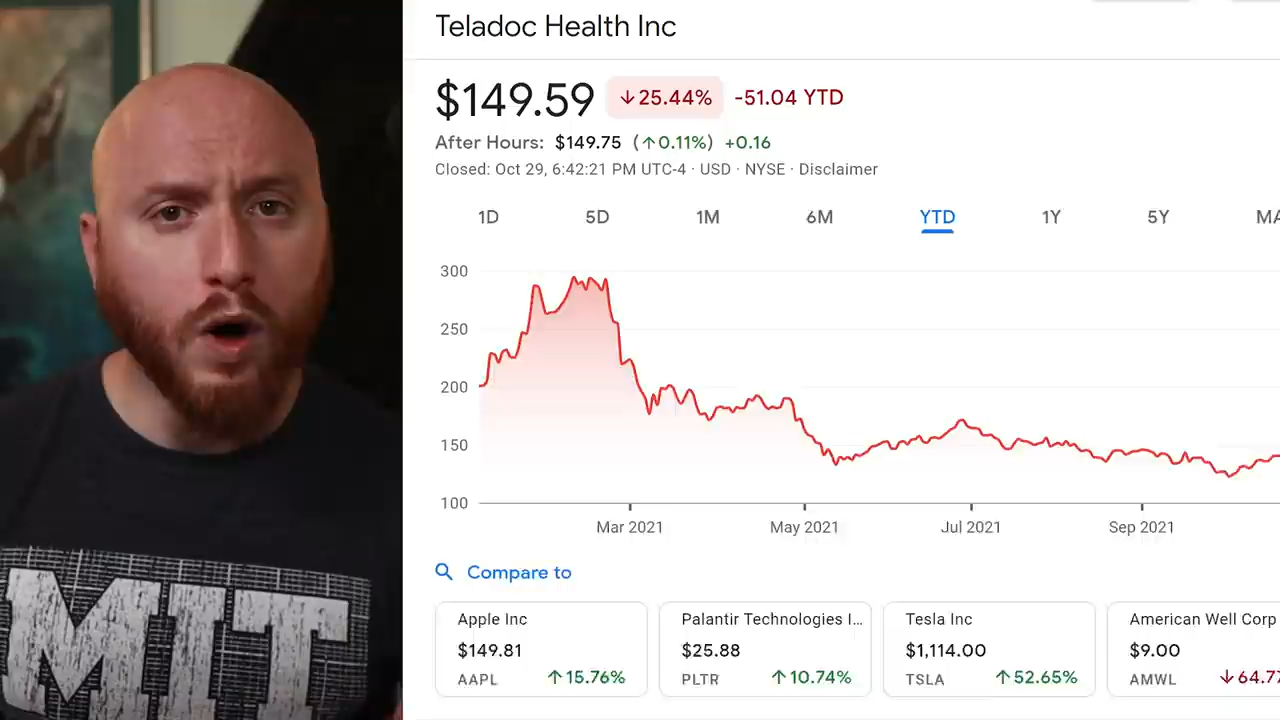 Teladoc Health Inc
$149.59 ↓25.44% -51.04 YTD
After Hours: $149.75 (↑0.11%) +0.16
Closed: Oct 29, 6:42:21 PM UTC-4 · USD · NYSE · Disclaimer
1D 5D 1M 6M YTD 1Y 5Y MA
300
250
200
150
100
Mar 2021 May 2021 Jul 2021 Sep 2021
Compare to
Apple Inc
$149.81
AAPL ↑15.76%
Palantir Technologies I...
$25.88
PLTR ↑10.74%
Tesla Inc
$1,114.00
TSLA ↑52.65%
American Well Corp
$9.00
AMWL ↓64.77
MIT